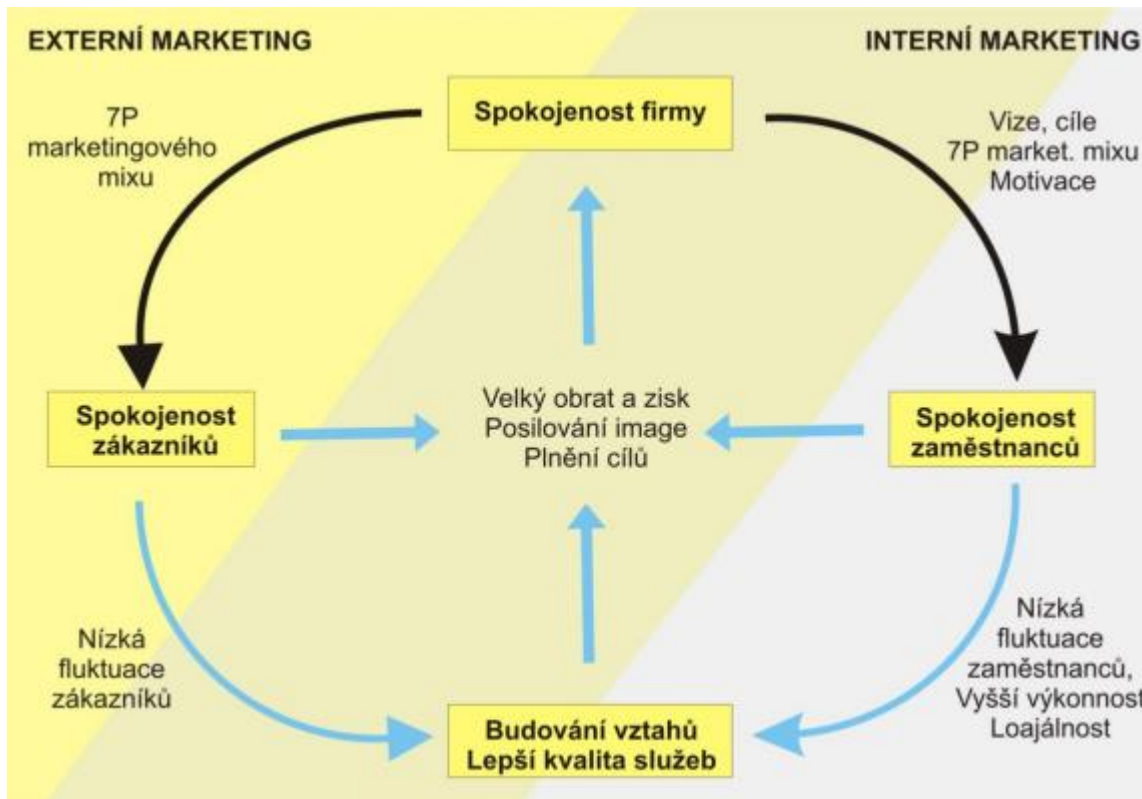 EXTERNÍ MARKETING
INTERNÍ MARKETING
7P
marketingového
mixu
Spokojenost firmy
Vize, cíle
7P market. mixu
Motivace
Spokojenost
zákazníků
Velký obrat a zisk
Posilování image
Plnění cílů
Spokojenost
zaměstnanců
Nízká
fluktuace
zákazníků
Budování vztahů
Lepší kvalita služeb
Nízká
fluktuace
zaměstnanců,
Vyšší výkonnost
Loajálnost